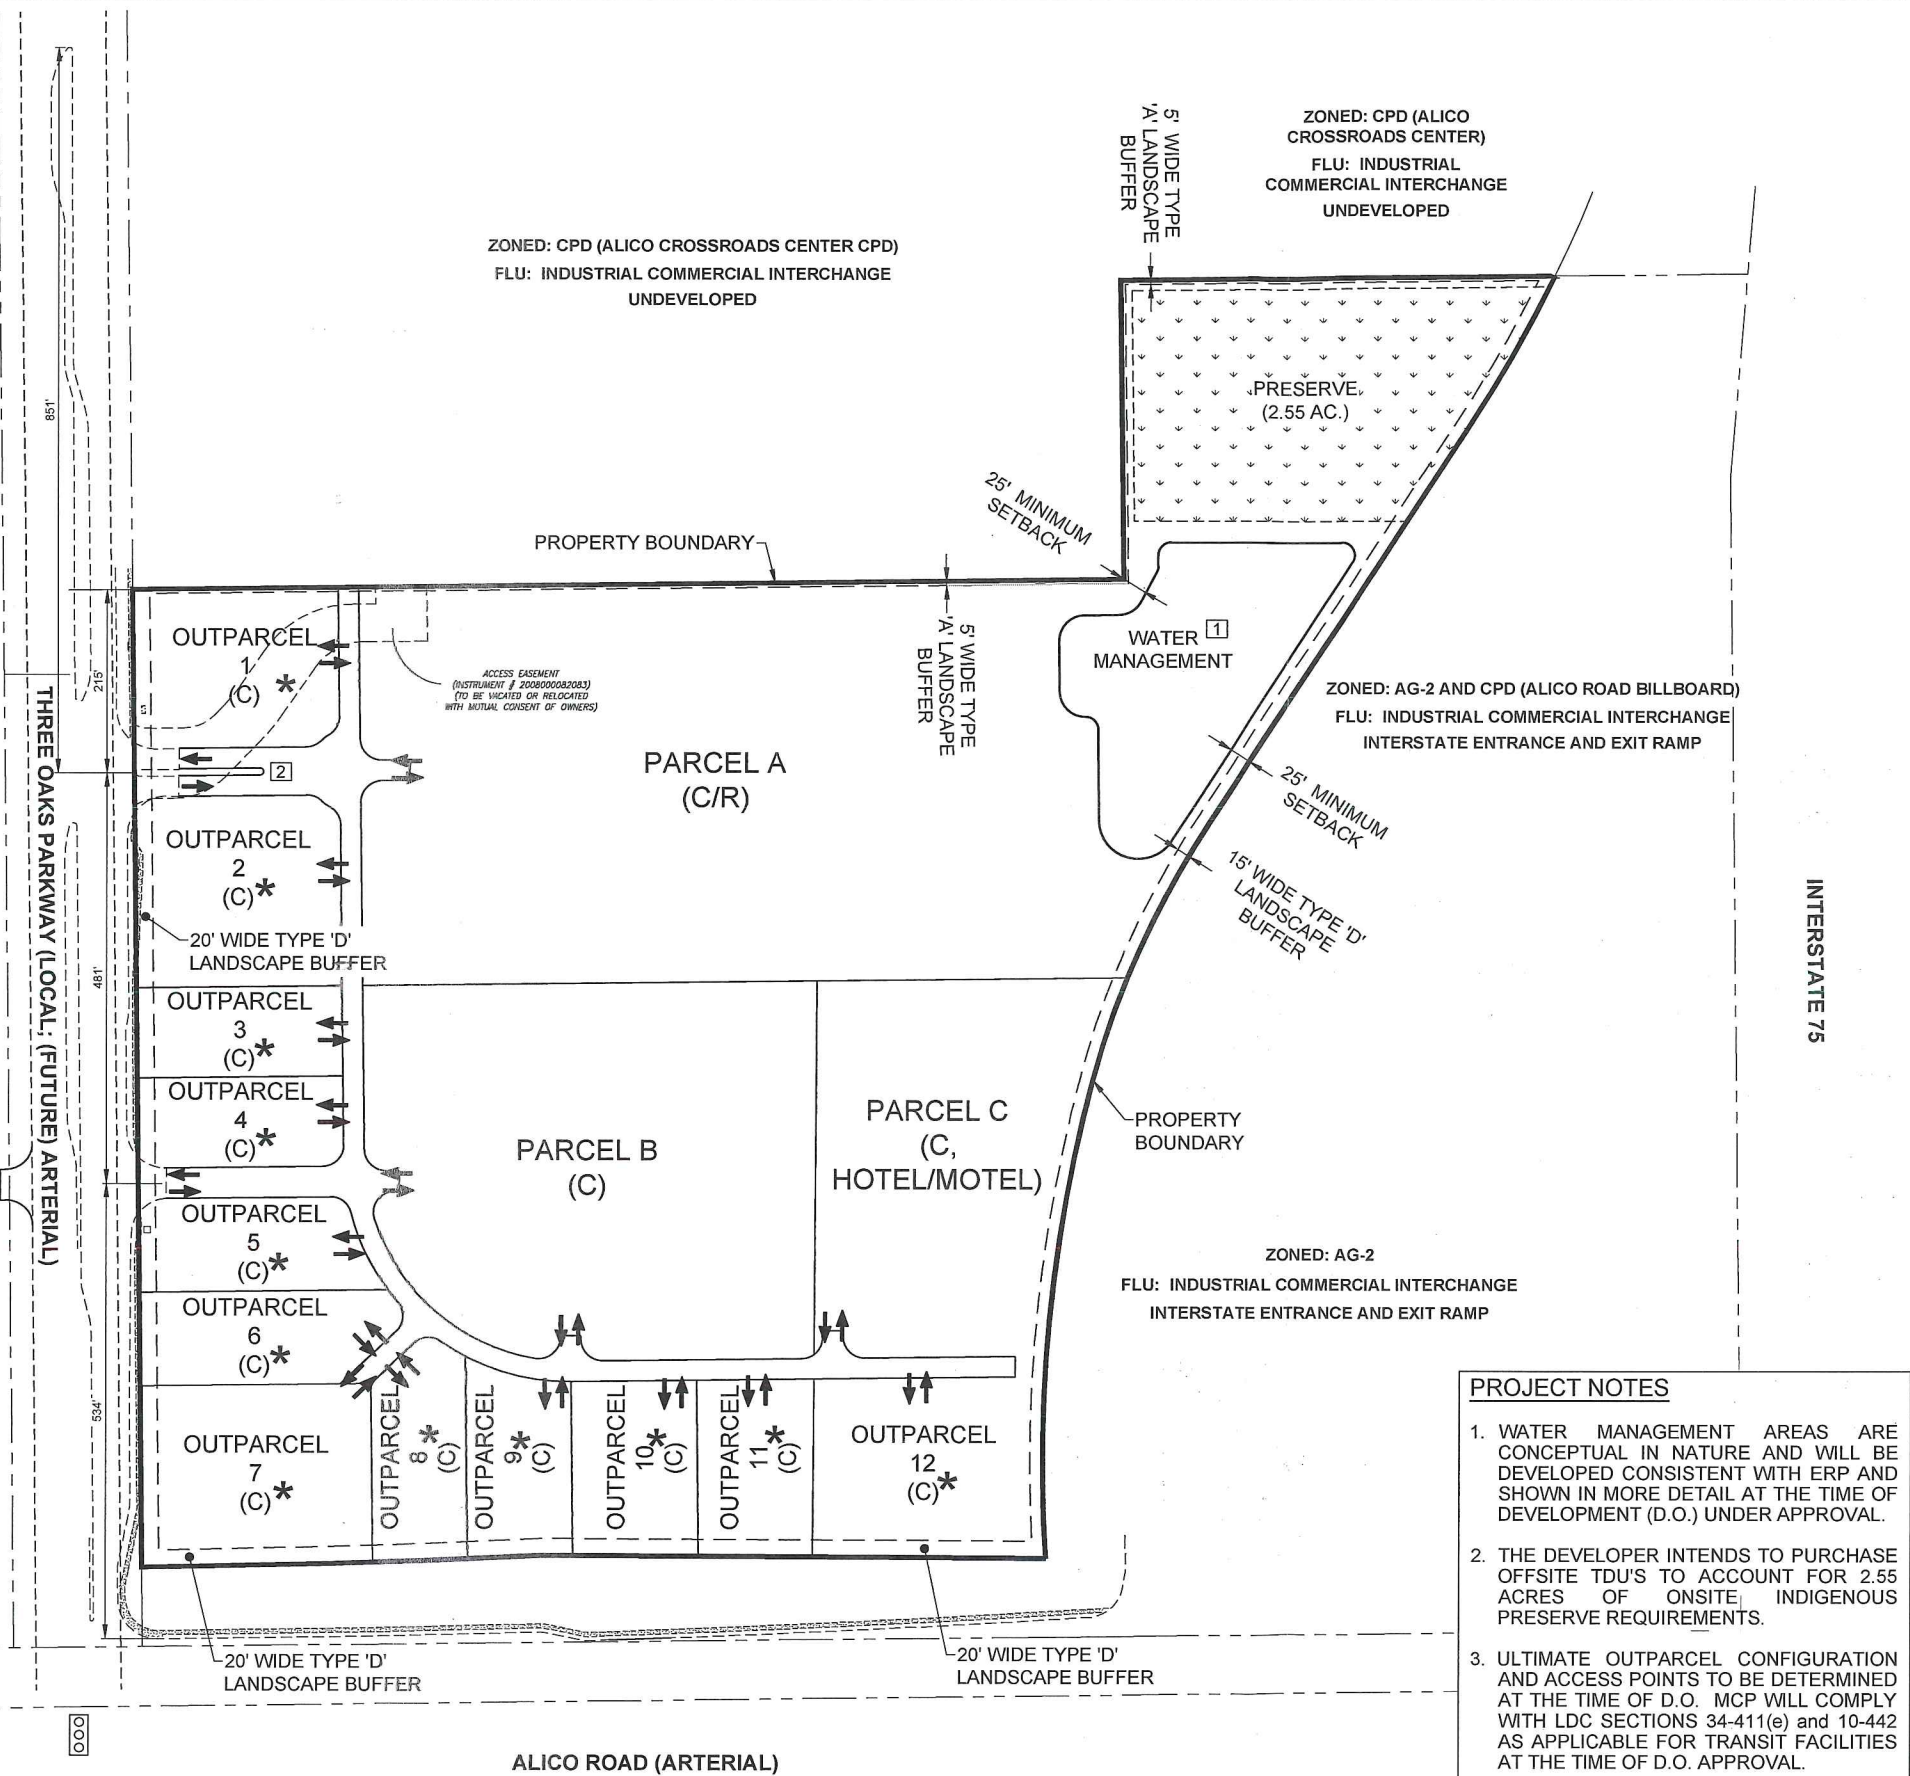 5' WIDE TYPE
'A' LANDSCAPE
BUFFER
ZONED: CPD (ALICO
CROSSROADS CENTER)
FLU: INDUSTRIAL
COMMERCIAL INTERCHANGE
UNDEVELOPED
ZONED: CPD (ALICO CROSSROADS CENTER CPD)
FLU: INDUSTRIAL COMMERCIAL INTERCHANGE
UNDEVELOPED
PRESERVE
(2.55 AC.)
851'
25' MINIMUM
SETBACK
PROPERTY BOUNDARY
OUTPARCEL
1
(C) *
215'
ACCESS EASEMENT
(INSTRUMENT # 2008000082083)
(TO BE VACATED OR RELOCATED
WITH MUTUAL CONSENT OF OWNERS)
5' WIDE TYPE
'A' LANDSCAPE
BUFFER
WATER 1
MANAGEMENT
ZONED: AG-2 AND CPD (ALICO ROAD BILLBOARD)
FLU: INDUSTRIAL COMMERCIAL INTERCHANGE
INTERSTATE ENTRANCE AND EXIT RAMP
PARCEL A
(C/R)
2
25' MINIMUM
SETBACK
15' WIDE TYPE 'D'
LANDSCAPE
BUFFER
OUTPARCEL
2
(C)*
20' WIDE TYPE 'D'
LANDSCAPE BUFFER
THREE OAKS PARKWAY (LOCAL; (FUTURE) ARTERIAL)
481'
INTERSTATE 75
OUTPARCEL
3
(C)*
OUTPARCEL
4
(C)*
PARCEL B
(C)
PARCEL C
(C,
HOTEL/MOTEL)
PROPERTY
BOUNDARY
OUTPARCEL
5
(C)*
ZONED: AG-2
FLU: INDUSTRIAL COMMERCIAL INTERCHANGE
INTERSTATE ENTRANCE AND EXIT RAMP
OUTPARCEL
6
(C)*
534'
OUTPARCEL
7
(C)*
OUTPARCEL
8*
(C)
OUTPARCEL
9*
(C)
OUTPARCEL
10*
(C)
OUTPARCEL
11*
(C)
OUTPARCEL
12
(C)*
20' WIDE TYPE 'D'
LANDSCAPE BUFFER
20' WIDE TYPE 'D'
LANDSCAPE BUFFER
ALICO ROAD (ARTERIAL)
PROJECT NOTES
1. WATER MANAGEMENT AREAS ARE
CONCEPTUAL IN NATURE AND WILL BE
DEVELOPED CONSISTENT WITH ERP AND
SHOWN IN MORE DETAIL AT THE TIME OF
DEVELOPMENT (D.O.) UNDER APPROVAL.
2. THE DEVELOPER INTENDS TO PURCHASE
OFFSITE TDU'S TO ACCOUNT FOR 2.55
ACRES OF ONSITE INDIGENOUS
PRESERVE REQUIREMENTS.
3. ULTIMATE OUTPARCEL CONFIGURATION
AND ACCESS POINTS TO BE DETERMINED
AT THE TIME OF D.O. MCP WILL COMPLY
WITH LDC SECTIONS 34-411(e) and 10-442
AS APPLICABLE FOR TRANSIT FACILITIES
AT THE TIME OF D.O. APPROVAL.